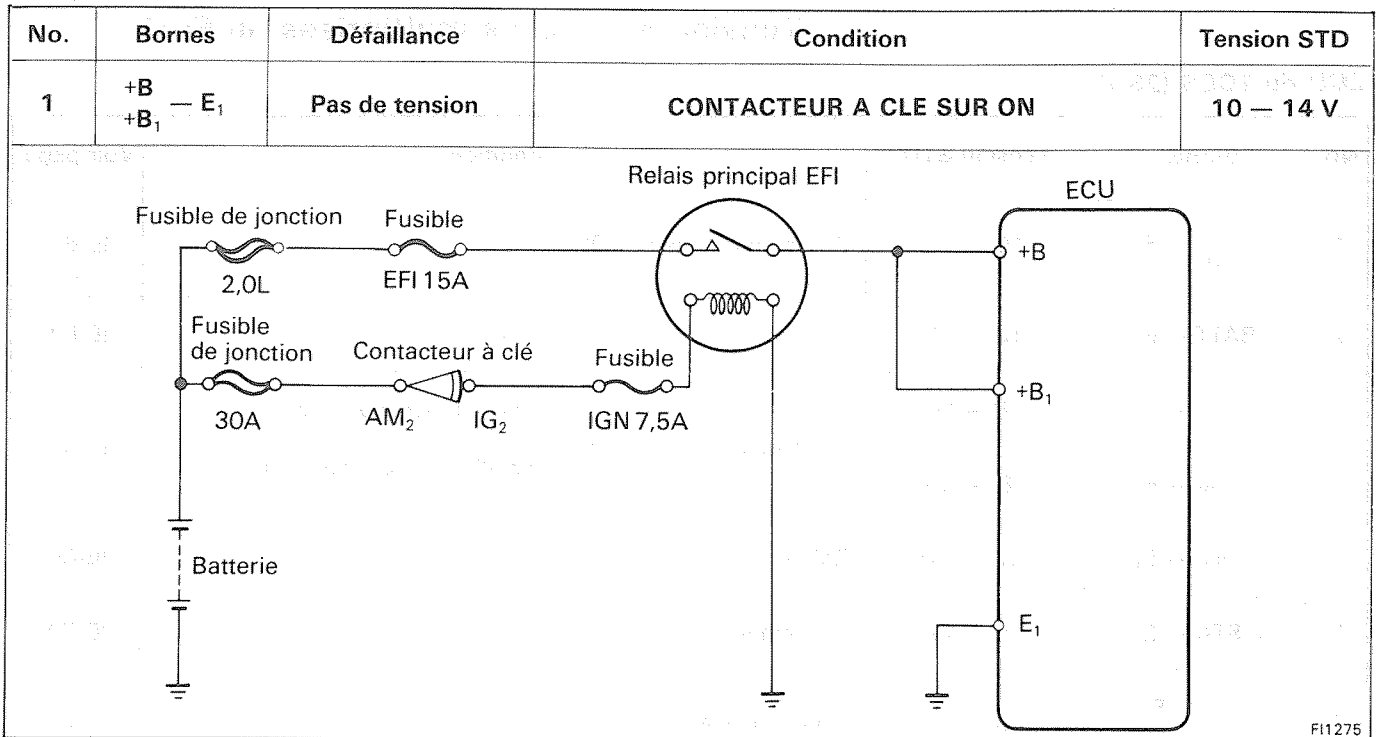 No. Bornes Défaillance Condition Tension STD
1 +B +B₁ — E₁ Pas de tension CONTACTEUR A CLE SUR ON 10 — 14 V
Relais principal EFI
ECU
Fusible de jonction Fusible
+B
2,0L EFI 15A
Fusible
de jonction Contacteur à clé Fusible
+B₁
30A AM₂ IG₂ IGN 7,5A
Batterie
E₁
FI1275